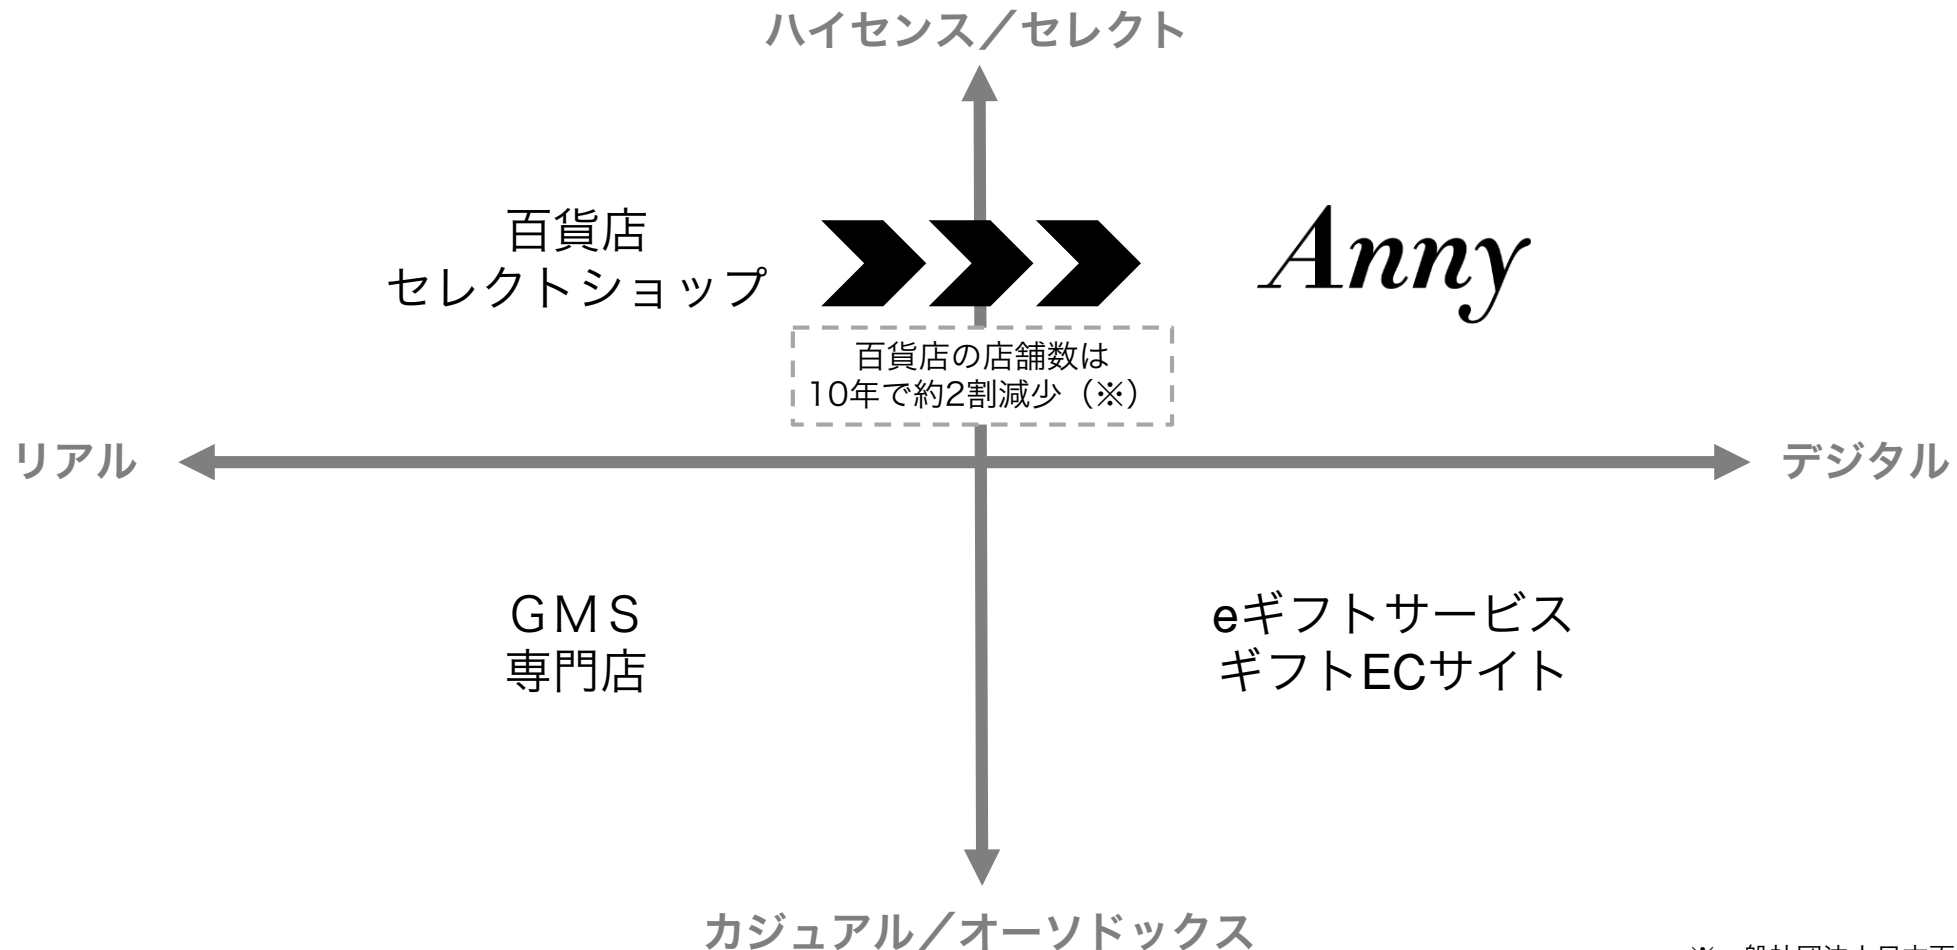 ハイセンス／セレクト
百貨店
セレクトショップ
Anny
百貨店の店舗数は
10年で約2割減少（※）
リアル
デジタル
GMS
専門店
eギフトサービス
ギフトECサイト
カジュアル／オーソドックス